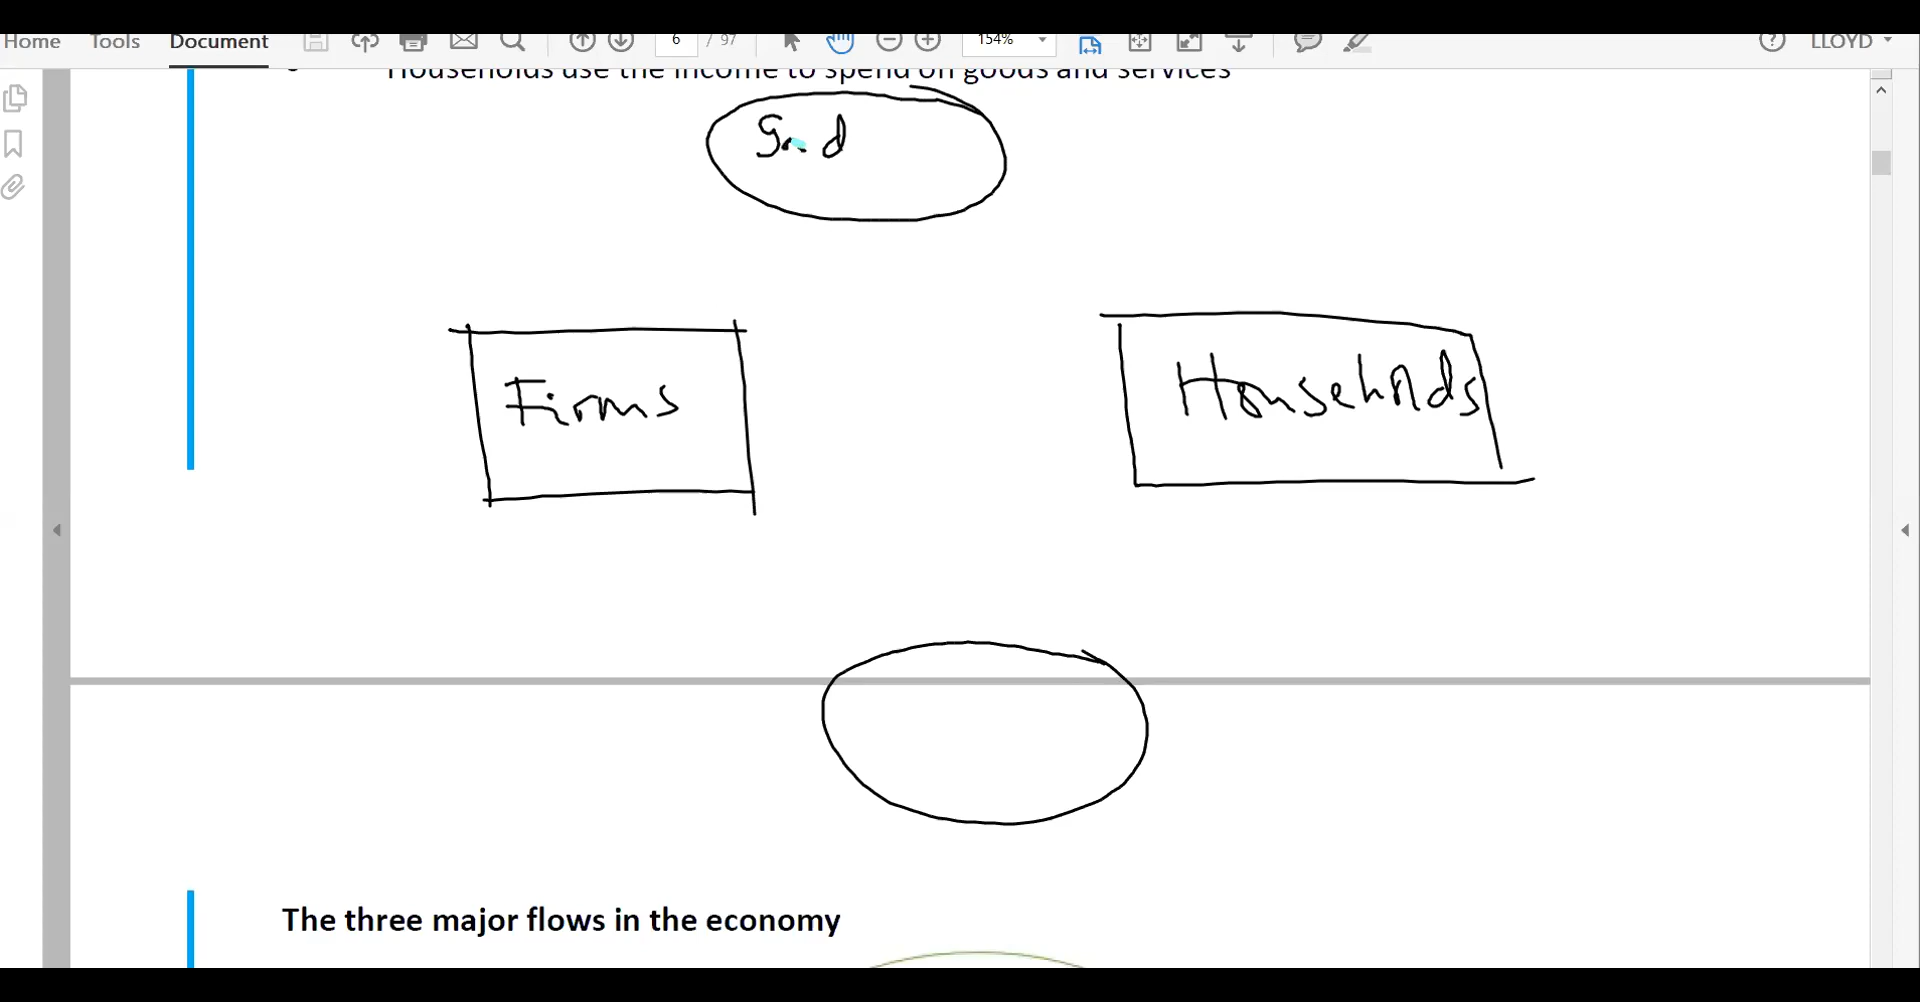 Home Tools Document 6 / 97 154% LLOYD
Households use the income to spend on goods and services
Firms
Households
The three major flows in the economy